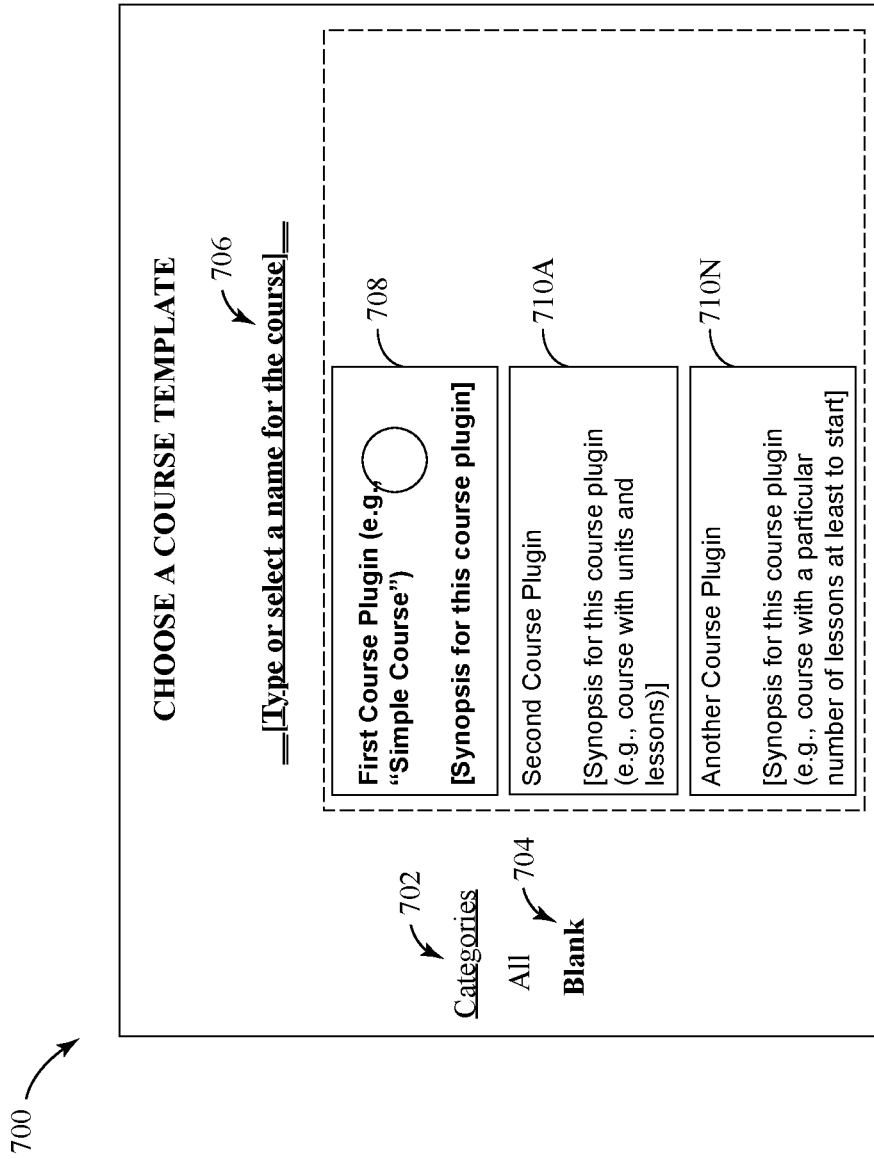 700
CHOOSE A COURSE TEMPLATE
706
[Type or select a name for the course]
702
Categories
All
704
Blank
708
First Course Plugin (e.g.,
“Simple Course”)
[Synopsis for this course plugin]
710A
Second Course Plugin
[Synopsis for this course plugin
(e.g., course with units and
lessons)]
710N
Another Course Plugin
[Synopsis for this course plugin
(e.g., course with a particular
number of lessons at least to start]